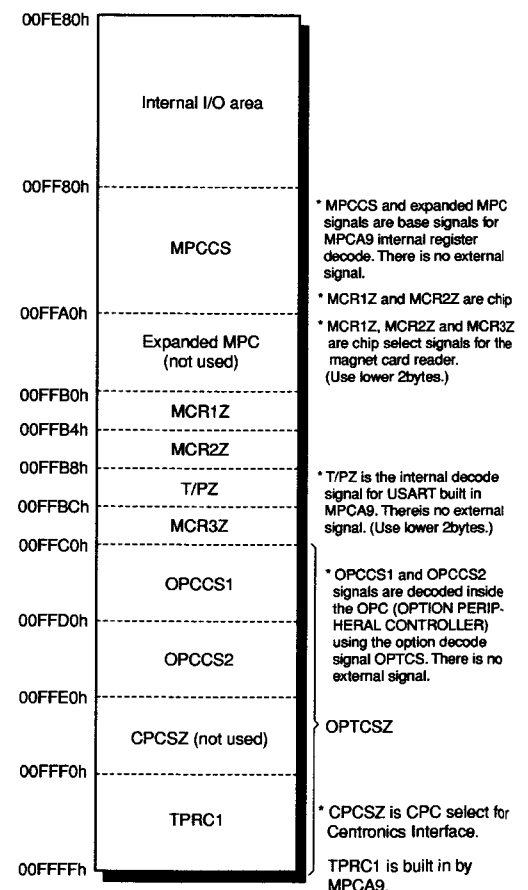 00FE80h
Internal I/O area
00FF80h
MPCCS
* MPCCS and expanded MPC
signals are base signals for
MPCA9 internal register
decode. There is no external
signal.
* MCR1Z and MCR2Z are chip
00FFA0h
Expanded MPC
(not used)
* MCR1Z, MCR2Z and MCR3Z
are chip select signals for the
magnet card reader.
(Use lower 2bytes.)
00FFB0h
MCR1Z
00FFB4h
MCR2Z
00FFB8h
T/PZ
* T/PZ is the internal decode
signal for USART built in
MPCA9. Thereis no external
signal. (Use lower 2bytes.)
00FFBCh
MCR3Z
00FFC0h
OPCCS1
* OPCCS1 and OPCCS2
signals are decoded inside
the OPC (OPTION PERIP-
HERAL CONTROLLER)
using the option decode
signal OPTCS. There is no
external signal.
00FFD0h
OPCCS2
00FFE0h
OPTCSZ
CPCSZ (not used)
00FFF0h
TPRC1
* CPCSZ is CPC select for
Centronics Interface.
TPRC1 is built in by
MPCA9.
00FFFFh